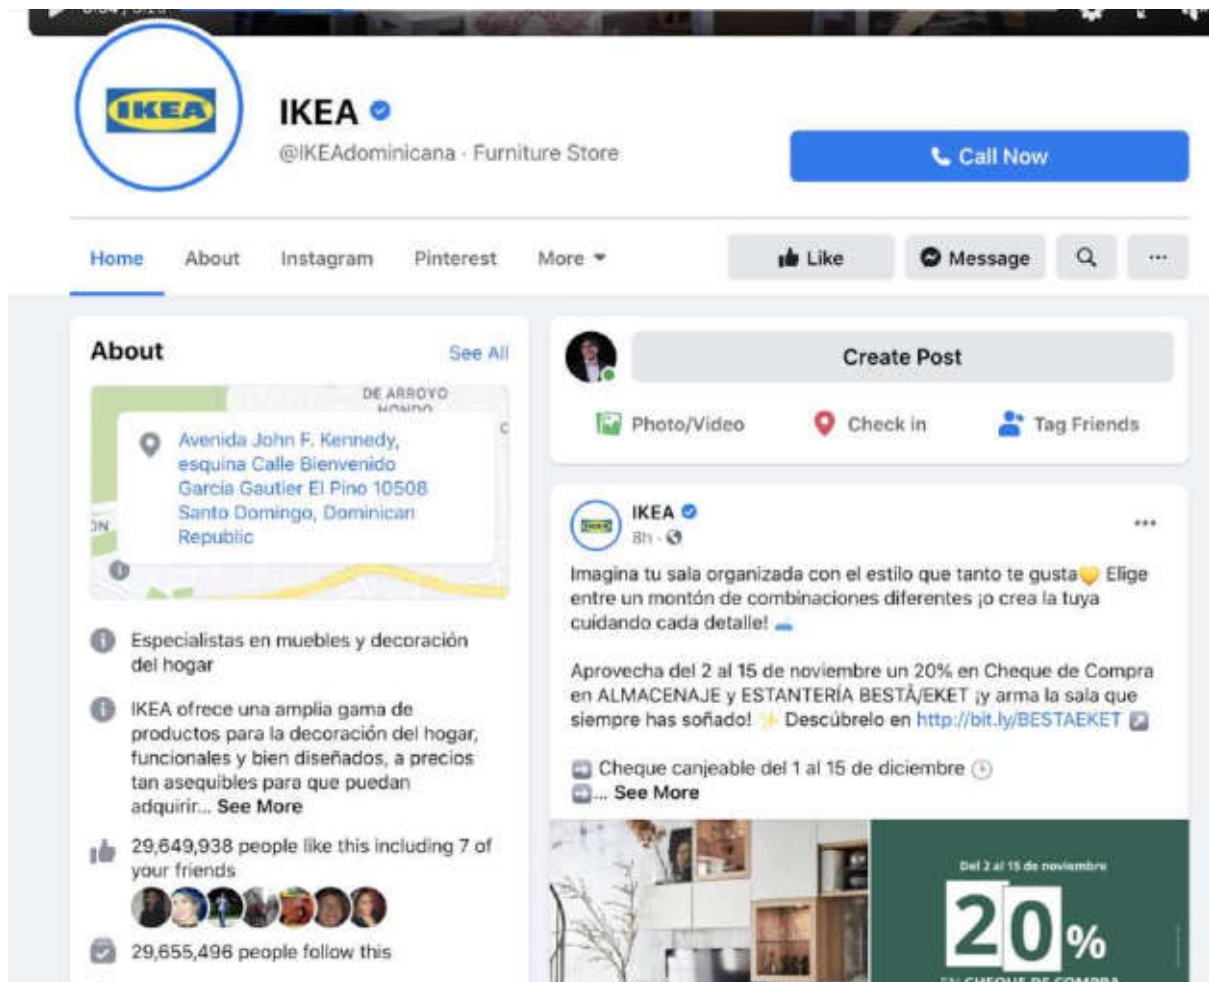 IKEA
IKEA
@IKEAdominicana · Furniture Store
Call Now
Home
About
Instagram
Pinterest
More
Like
Message
...
About
See All
DE ARROYO
HONDO
Avenida John F. Kennedy,
esquina Calle Bienvenido
García Gautier El Pino 10508
Santo Domingo, Dominican
Republic
Especialistas en muebles y decoración
del hogar
IKEA ofrece una amplia gama de
productos para la decoración del hogar,
funcionales y bien diseñados, a precios
tan asequibles para que puedan
adquirir... See More
29,649,938 people like this including 7 of
your friends
29,655,496 people follow this
Create Post
Photo/Video
Check in
Tag Friends
IKEA
IKEA
8h ·
Imagina tu sala organizada con el estilo que tanto te gusta💛 Elige
entre un montón de combinaciones diferentes ¡o crea la tuya
cuidando cada detalle!
Aprovecha del 2 al 15 de noviembre un 20% en Cheque de Compra
en ALMACENAJE y ESTANTERÍA BESTÅ/EKET ¡y arma la sala que
siempre has soñado! ✨ Descúbrelo en http://bit.ly/BESTAEKET ↗️
➡️ Cheque canjeable del 1 al 15 de diciembre 🕒
➡️... See More
Del 2 al 15 de noviembre
20%
EN CHEQUE DE COMPRA